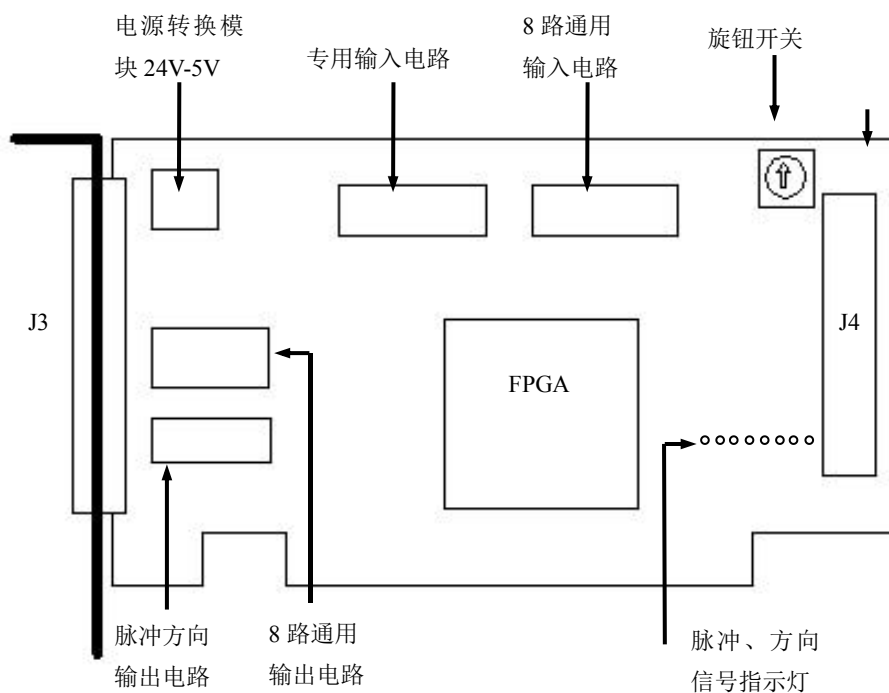 电源转换模
块 24V-5V
专用输入电路
8 路通用
输入电路
旋钮开关
J3
J4
FPGA
脉冲方向
输出电路
8 路通用
输出电路
脉冲、方向
信号指示灯